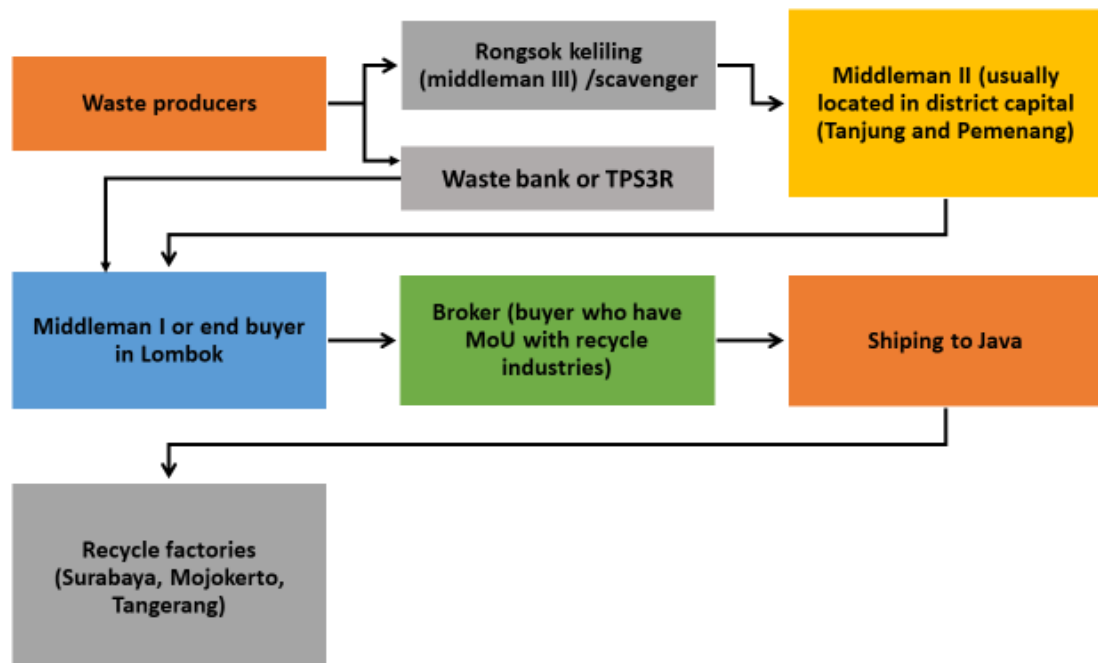 Waste producers
Rongsok keliling
(middleman III) /scavenger
Middleman II (usually
located in district capital
(Tanjung and Pemenang)
Waste bank or TPS3R
Middleman I or end buyer
in Lombok
Broker (buyer who have
MoU with recycle
industries)
Shiping to Java
Recycle factories
(Surabaya, Mojokerto,
Tangerang)